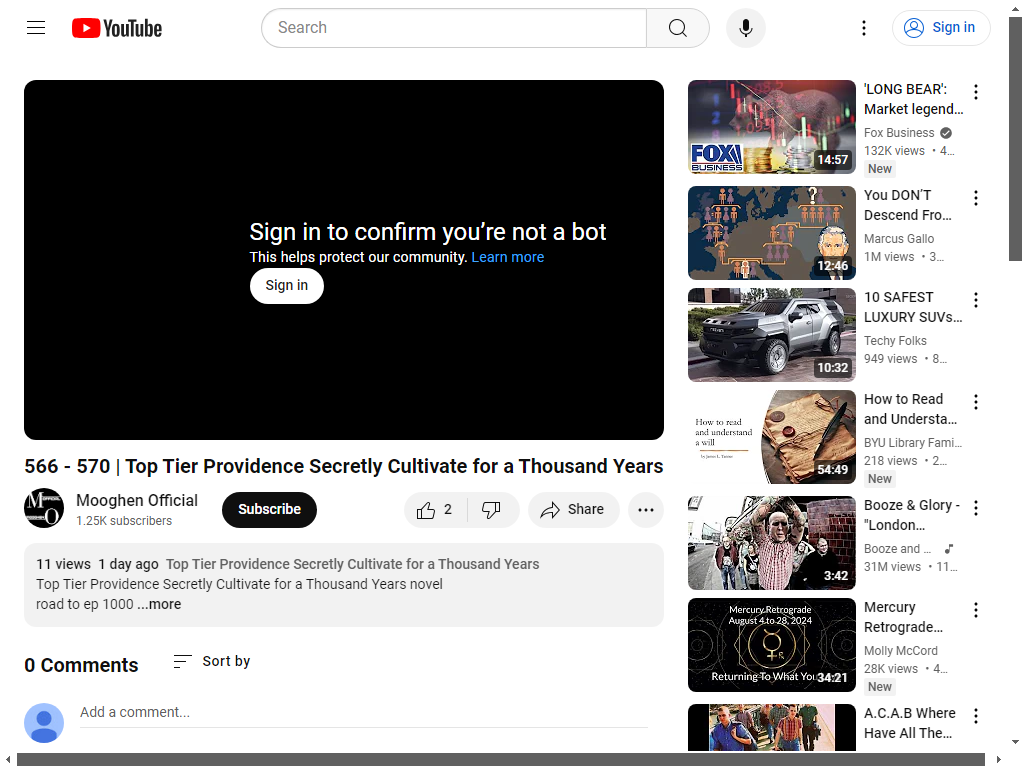 YouTube
Search
Sign in
Sign in to confirm you’re not a bot
This helps protect our community. Learn more
Sign in
566 - 570 | Top Tier Providence Secretly Cultivate for a Thousand Years
Mooghen Official
1.25K subscribers
Subscribe
2
Share
11 views 1 day ago Top Tier Providence Secretly Cultivate for a Thousand Years
Top Tier Providence Secretly Cultivate for a Thousand Years novel
road to ep 1000 ...more
0 Comments
Sort by
Add a comment...
FOX
BUSINESS
14:57
'LONG BEAR':
Market legend…
Fox Business
132K views • 4…
New
?
12:46
You DON’T
Descend Fro…
Marcus Gallo
1M views • 3…
10:32
10 SAFEST
LUXURY SUVs…
Techy Folks
949 views • 8…
How to read
and understand
a will
by James L. Tanner
54:49
How to Read
and Understa…
BYU Library Fami…
218 views • 2…
New
3:42
Booze & Glory -
"London…
Booze and …
31M views • 11…
Mercury Retrograde
August 4 to 28, 2024
Returning To What You
34:21
Mercury
Retrograde…
Molly McCord
28K views • 4…
New
A.C.A.B Where
Have All The…